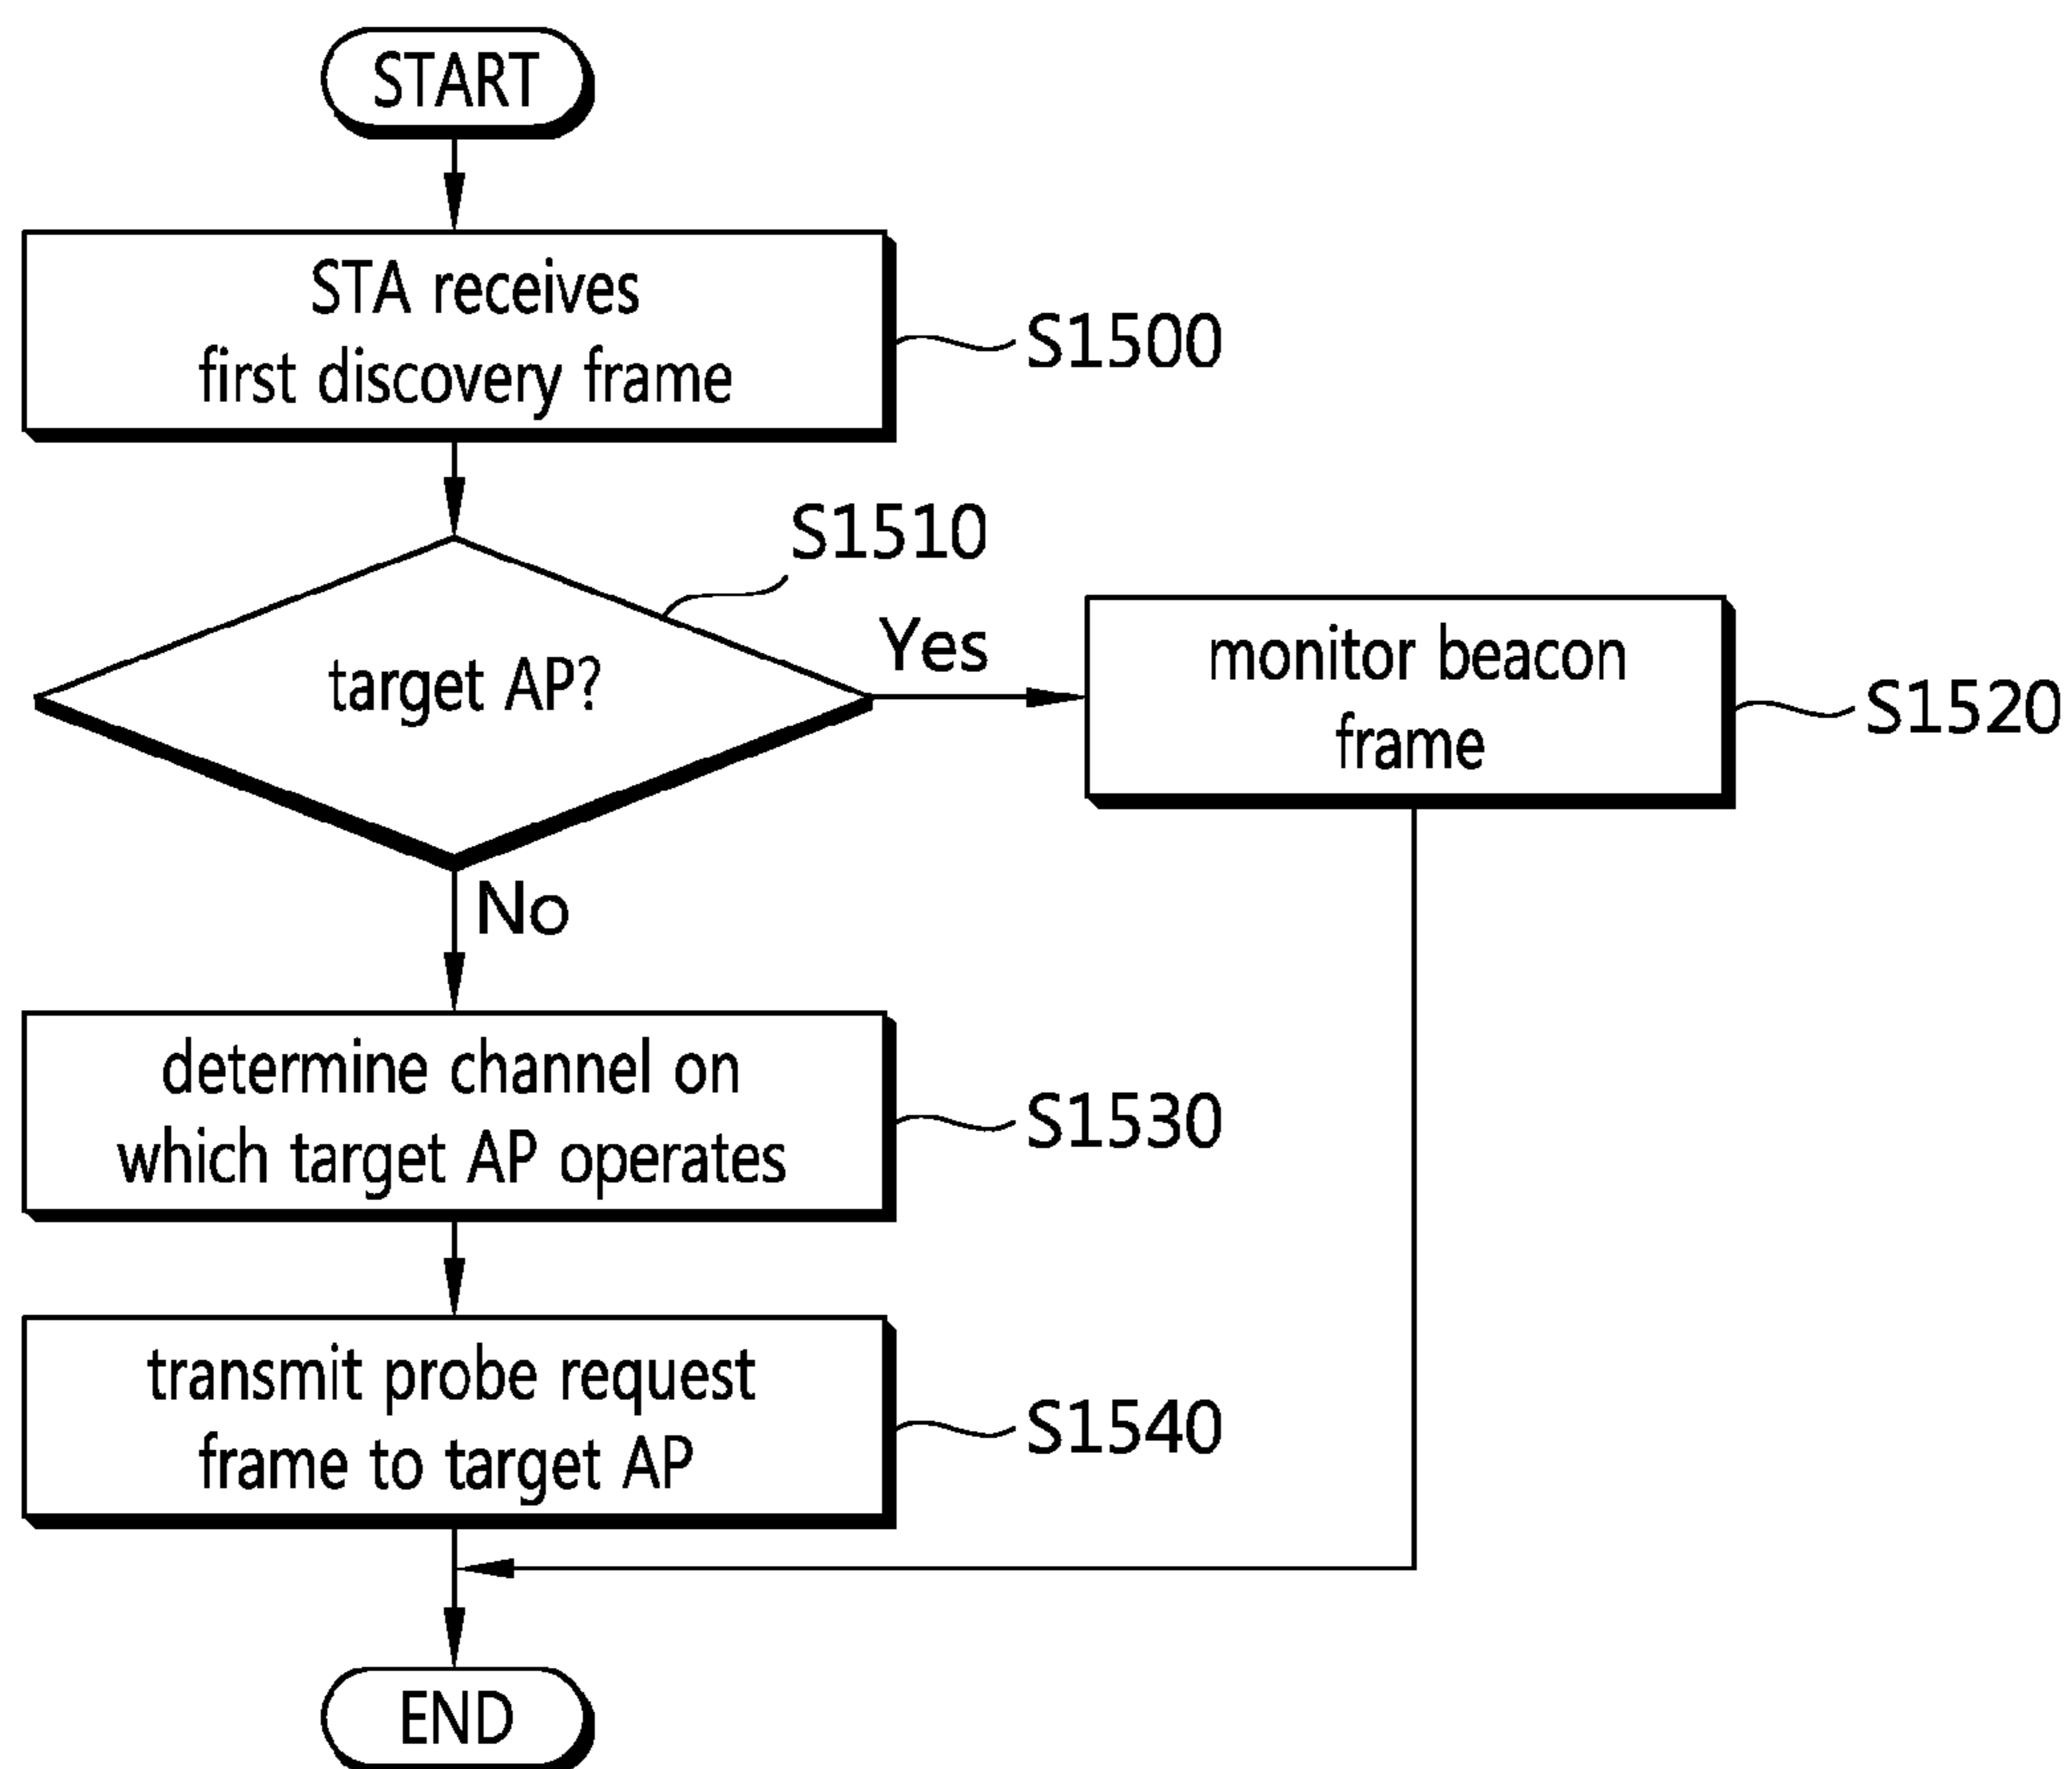 START
STA receives
first discovery frame
S1500
S1510
target AP?
Yes
monitor beacon
frame
S1520
No
determine channel on
which target AP operates
S1530
transmit probe request
frame to target AP
S1540
END